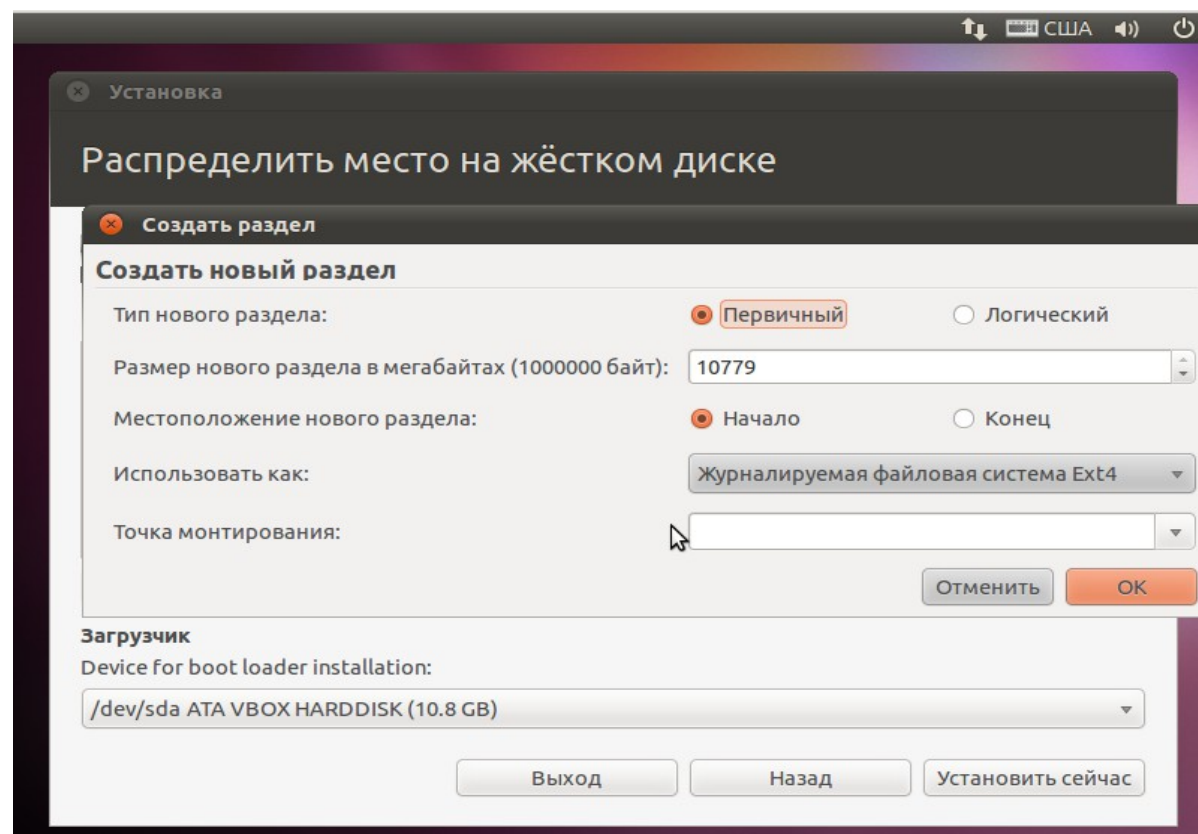 США
Установка
Распределить место на жёстком диске
Создать раздел
Создать новый раздел
Тип нового раздела: Первичный Логический
Размер нового раздела в мегабайтах (1000000 байт): 10779
Местоположение нового раздела: Начало Конец
Использовать как: Журналируемая файловая система Ext4
Точка монтирования:
Отменить ОК
Загрузчик
Device for boot loader installation:
/dev/sda ATA VBOX HARDDISK (10.8 GB)
Выход Назад Установить сейчас